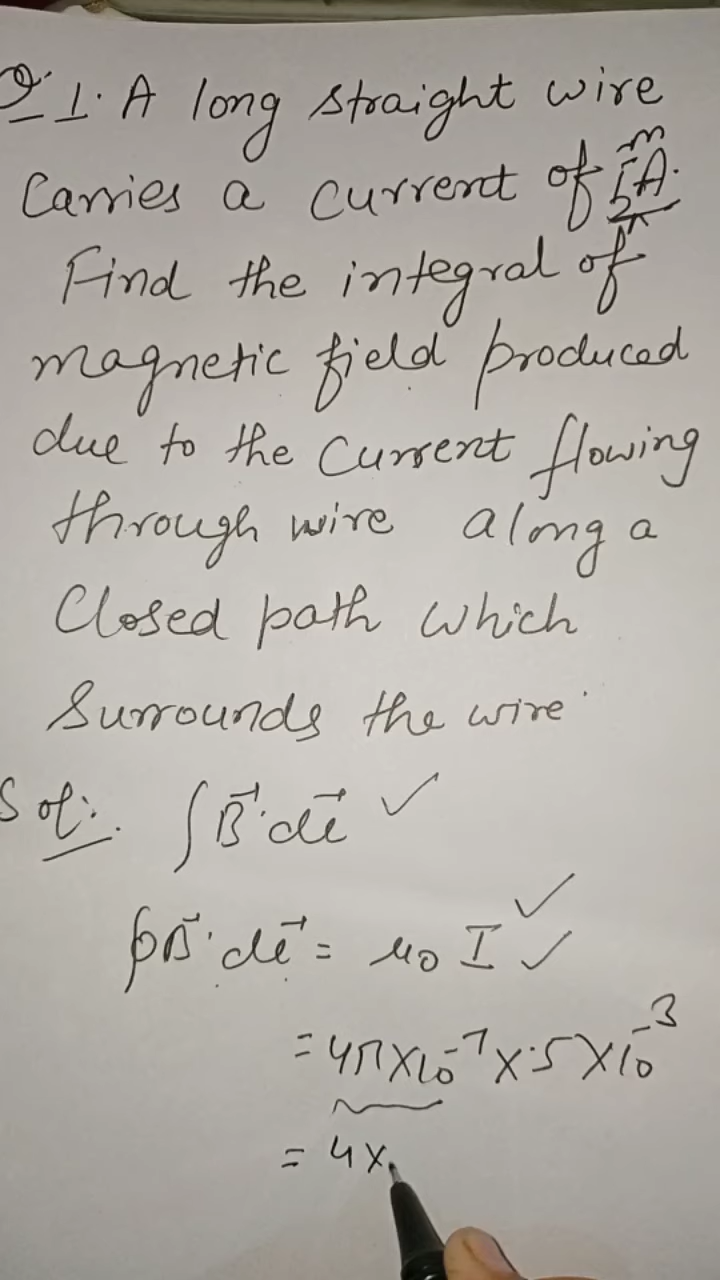 Q.1. A long straight wire
Carries a current of 5mA.
Find the integral of
magnetic field produced
due to the current flowing
through wire along a
Closed path which
Surrounds the wire.
Sol:. ∫B⃗·dl⃗ ✓
∮B⃗·dl⃗ = μ0 I ✓ ✓
= 4π×10⁻⁷×5×10⁻³
= 4×